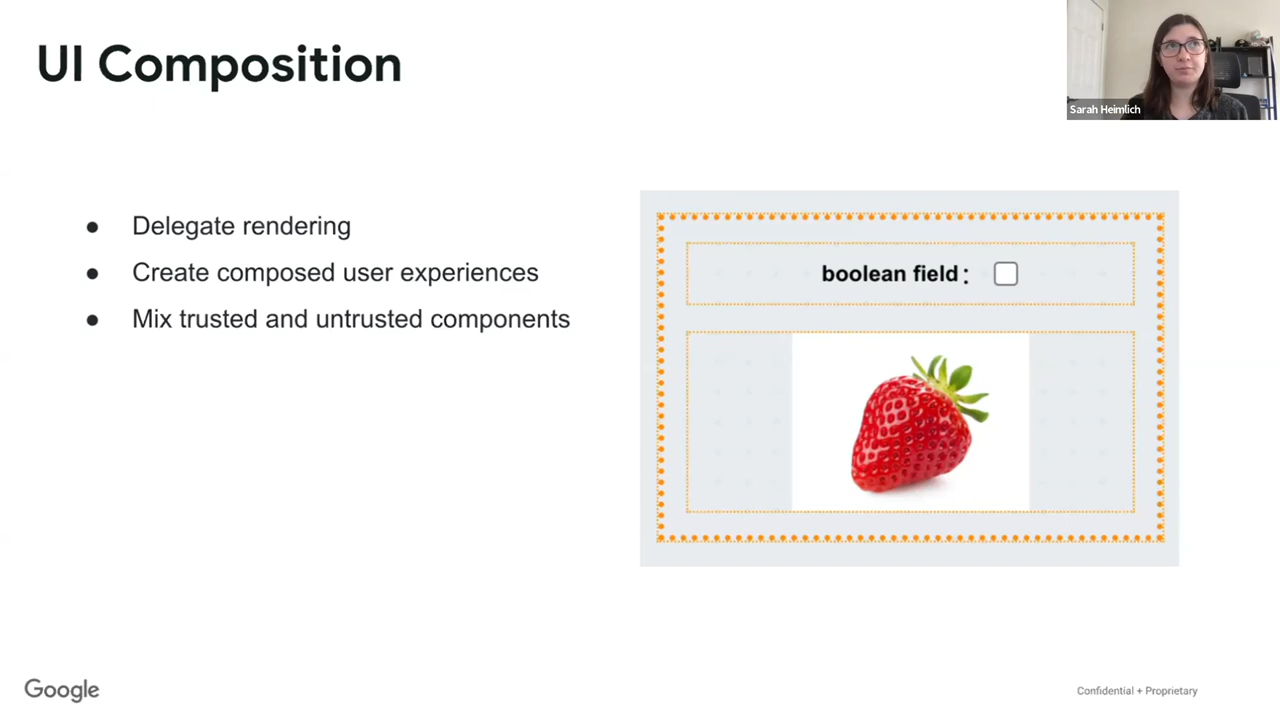 UI Composition
Sarah Heimlich
● Delegate rendering
● Create composed user experiences
● Mix trusted and untrusted components
boolean field:
Google
Confidential + Proprietary